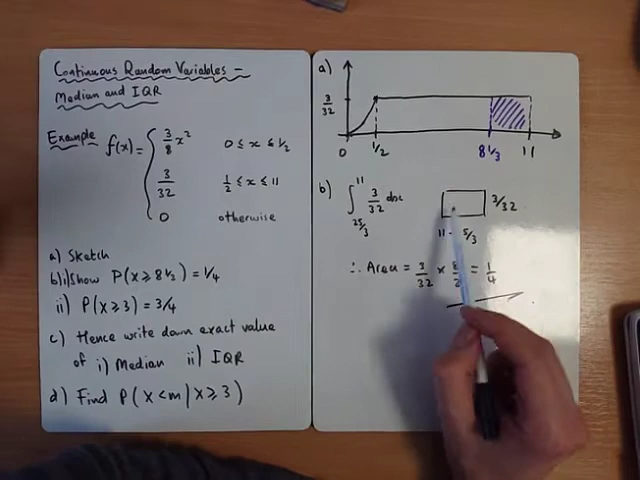 Continuous Random Variables -
Median and IQR
Example f(x) = { 3/8 x² 0 ≤ x ≤ 1/2
3/32 1/2 ≤ x ≤ 11
0 otherwise
a) Sketch
b)i) Show P(X ≥ 8 1/3) = 1/4
ii) P(X ≥ 3) = 3/4
c) Hence write down exact value
of i) Median ii) IQR
d) Find P(X < m | X ≥ 3)
a)
3/32
0 1/2 8 1/3 11
b) ∫ 11 25/3 3/32 dx 3/32
11 - 5/3
∴ Area = 3/32 × 8/ = 1/4